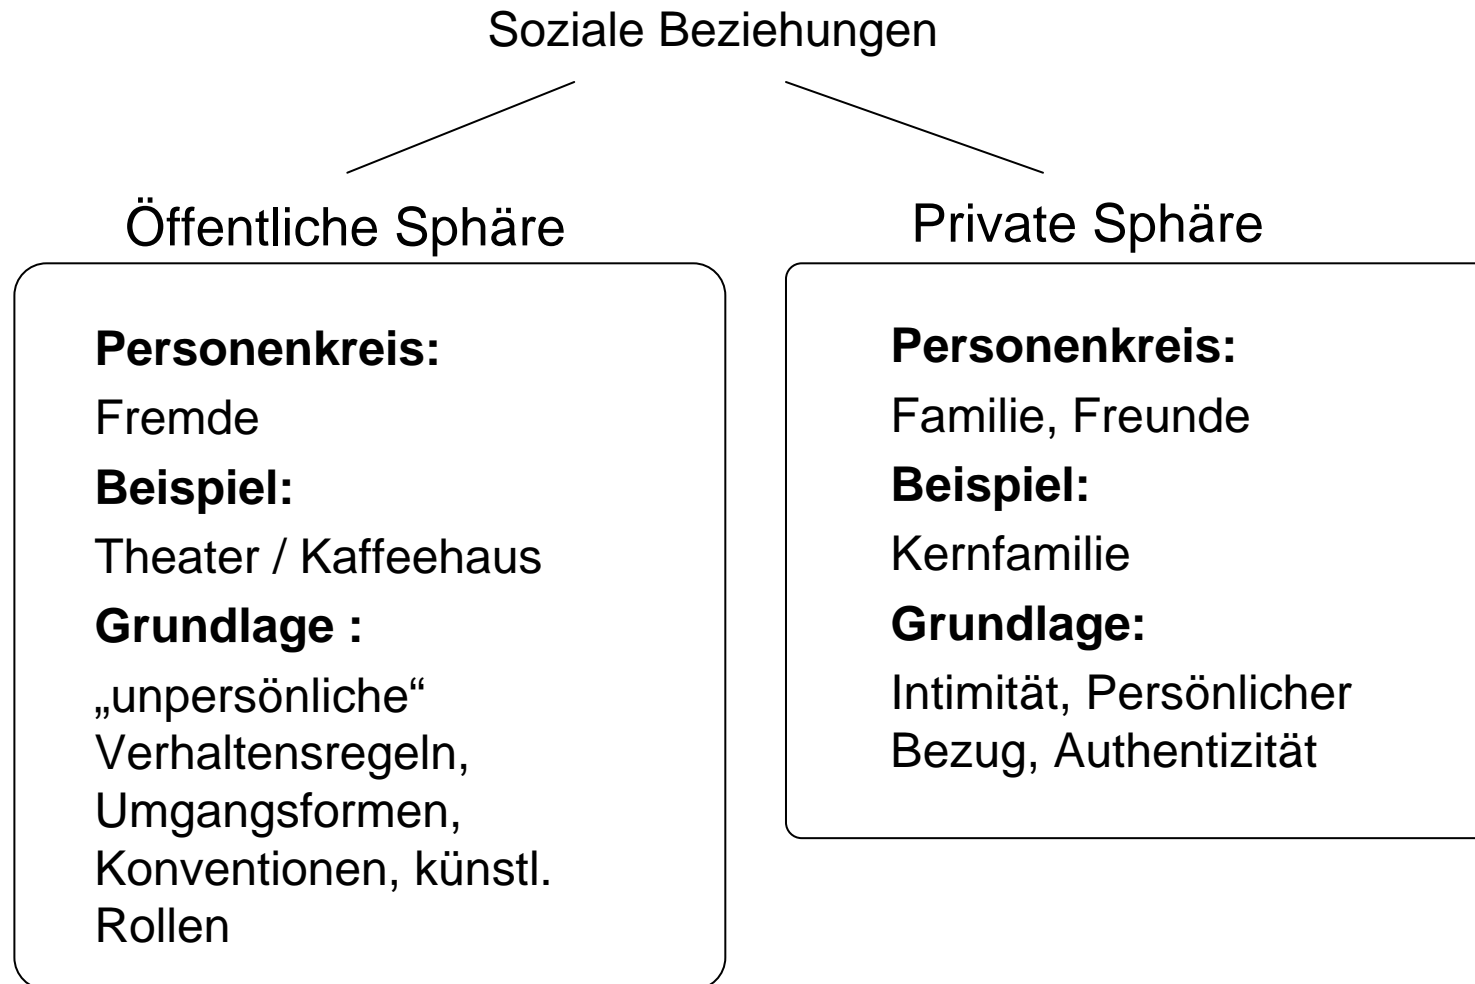 Soziale Beziehungen
Öffentliche Sphäre
Personenkreis:
Fremde
Beispiel:
Theater / Kaffeehaus
Grundlage :
„unpersönliche“
Verhaltensregeln,
Umgangsformen,
Konventionen, künstl.
Rollen
Private Sphäre
Personenkreis:
Familie, Freunde
Beispiel:
Kernfamilie
Grundlage:
Intimität, Persönlicher
Bezug, Authentizität